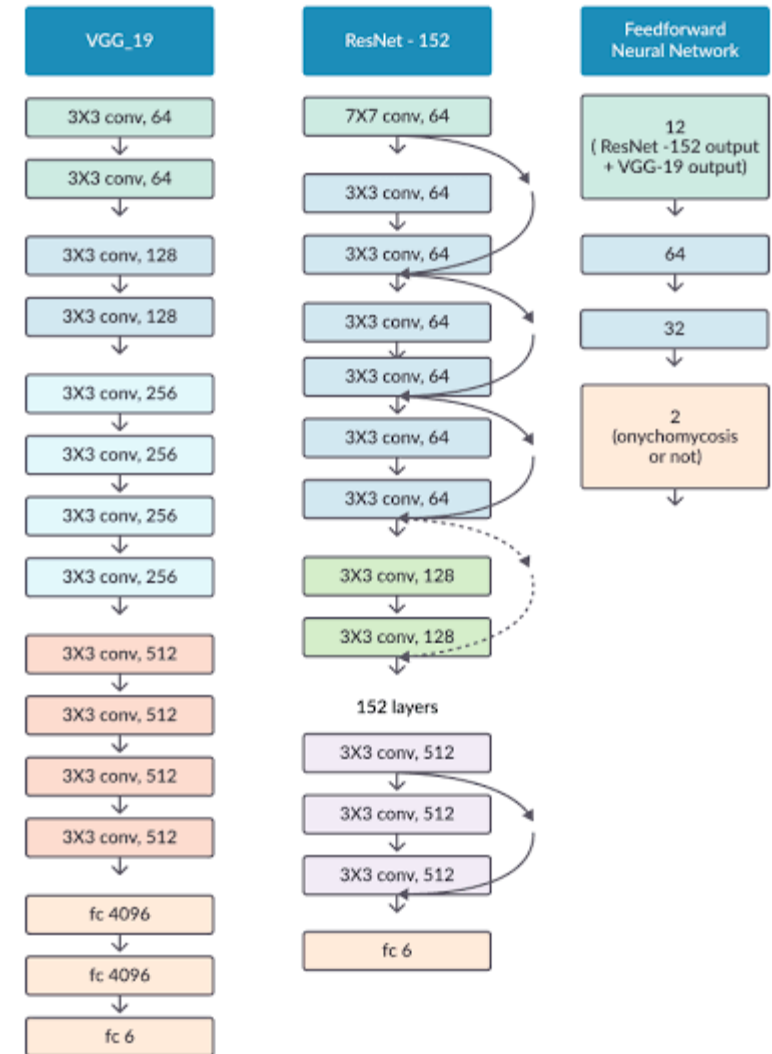 VGG_19
3X3 conv, 64
3X3 conv, 64
3X3 conv, 128
3X3 conv, 128
3X3 conv, 256
3X3 conv, 256
3X3 conv, 256
3X3 conv, 256
3X3 conv, 512
3X3 conv, 512
3X3 conv, 512
3X3 conv, 512
fc 4096
fc 4096
fc 6
ResNet - 152
7X7 conv, 64
3X3 conv, 64
3X3 conv, 64
3X3 conv, 64
3X3 conv, 64
3X3 conv, 64
3X3 conv, 64
3X3 conv, 128
3X3 conv, 128
152 layers
3X3 conv, 512
3X3 conv, 512
3X3 conv, 512
fc 6
Feedforward
Neural Network
12
( ResNet -152 output
+ VGG-19 output)
64
32
2
(onychomycosis
or not)